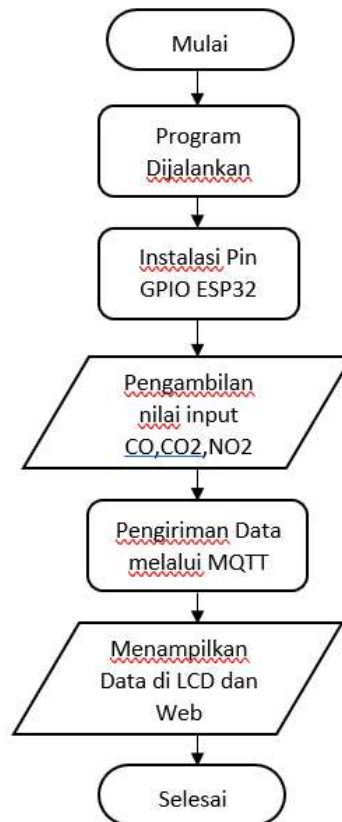 Mulai
Program
Dijalankan
Instalasi Pin
GPIO ESP32
Pengambilan
nilai input
CO,CO2,NO2
Pengiriman Data
melalui MQTT
Menampilkan
Data di LCD dan
Web
Selesai